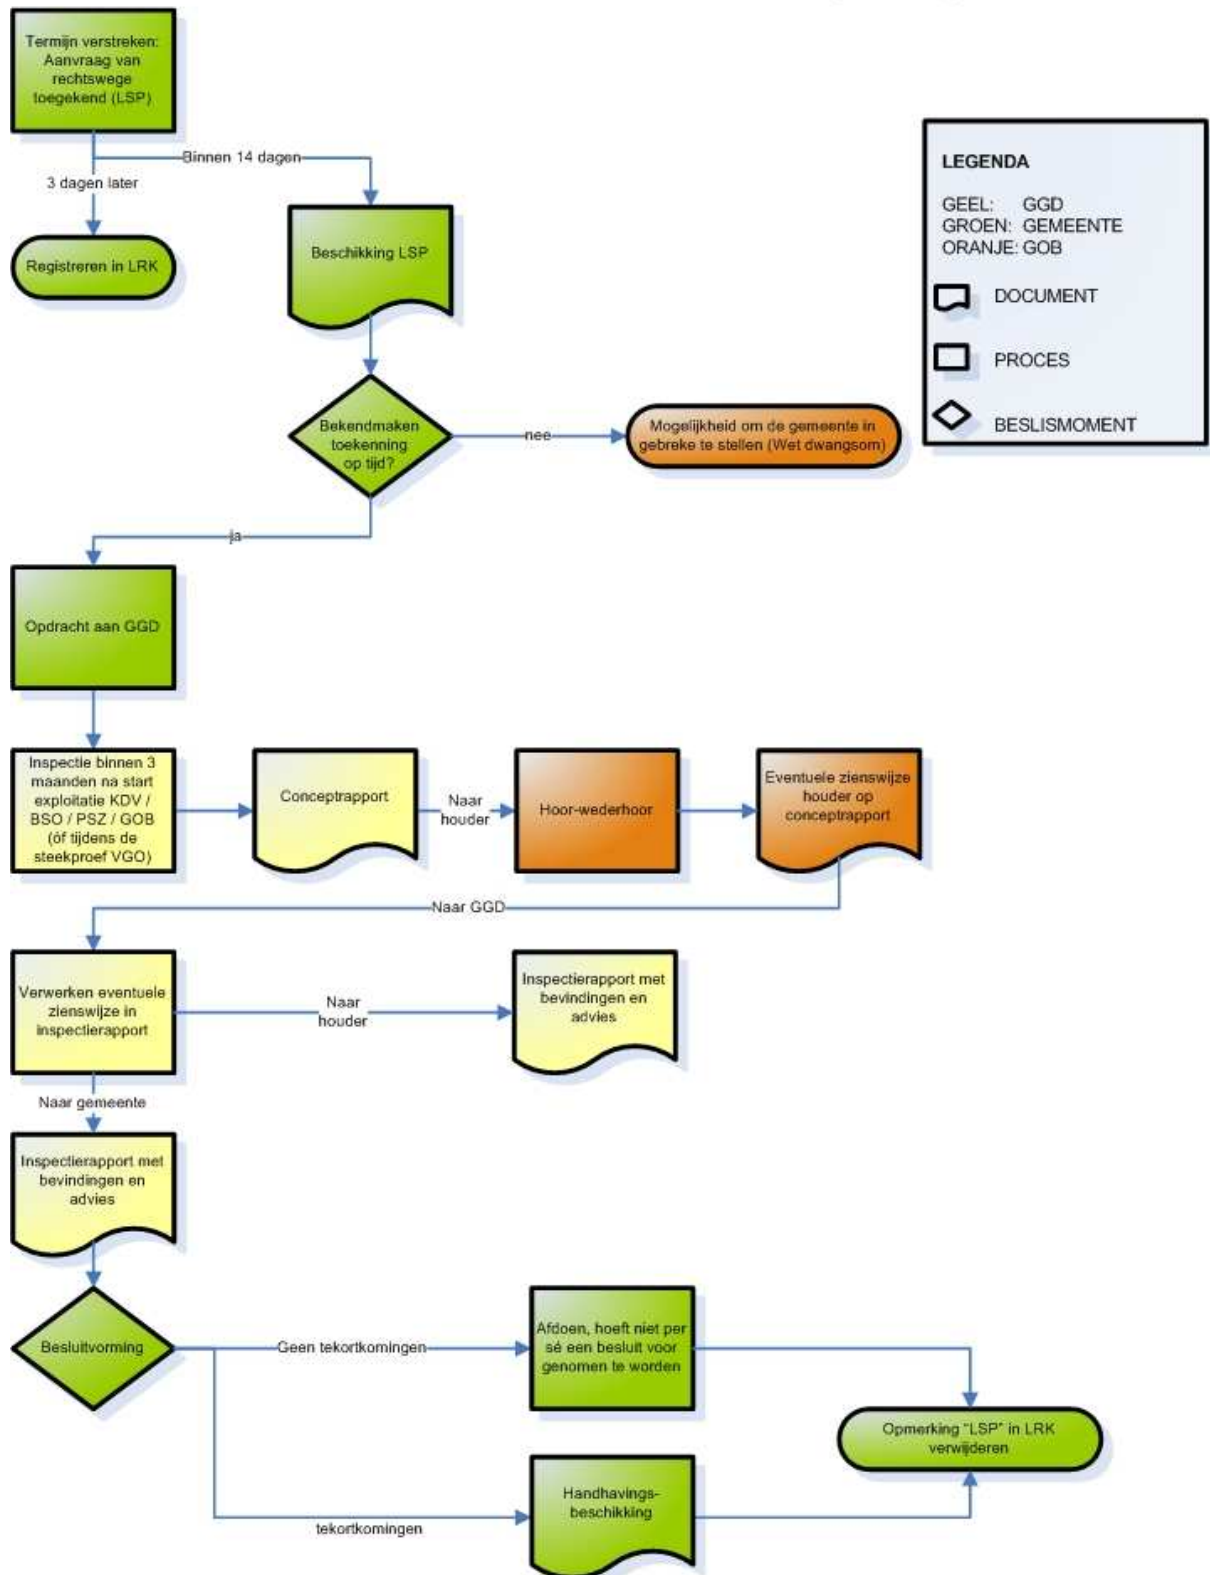 Termijn verstreken:
Aanvraag van
rechtswege
toegekend (LSP)
Binnen 14 dagen
3 dagen later
Registreren in LRK
Beschikking LSP
LEGENDA
GEEL: GGD
GROEN: GEMEENTE
ORANJE: GOB
DOCUMENT
PROCES
BESLISMOMENT
Bekendmaken
toekenning
op tijd?
nee
Mogelijkheid om de gemeente in
gebreke te stellen (Wet dwangsom)
ja
Opdracht aan GGD
Inspectie binnen 3
maanden na start
exploitatie KDV /
BSO / PSZ / GOB
(óf tijdens de
steekproef VGO)
Conceptrapport
Naar
houder
Hoor-wederhoor
Eventuele zienswijze
houder op
conceptrapport
Naar GGD
Verwerken eventuele
zienswijze in
inspectierapport
Naar
houder
Inspectierapport met
bevindingen en
advies
Naar gemeente
Inspectierapport met
bevindingen en
advies
Besluitvorming
Geen tekortkomingen
Afdoen, hoeft niet per
sé een besluit voor
genomen te worden
Opmerking "LSP" in LRK
verwijderen
tekortkomingen
Handhavings-
beschikking